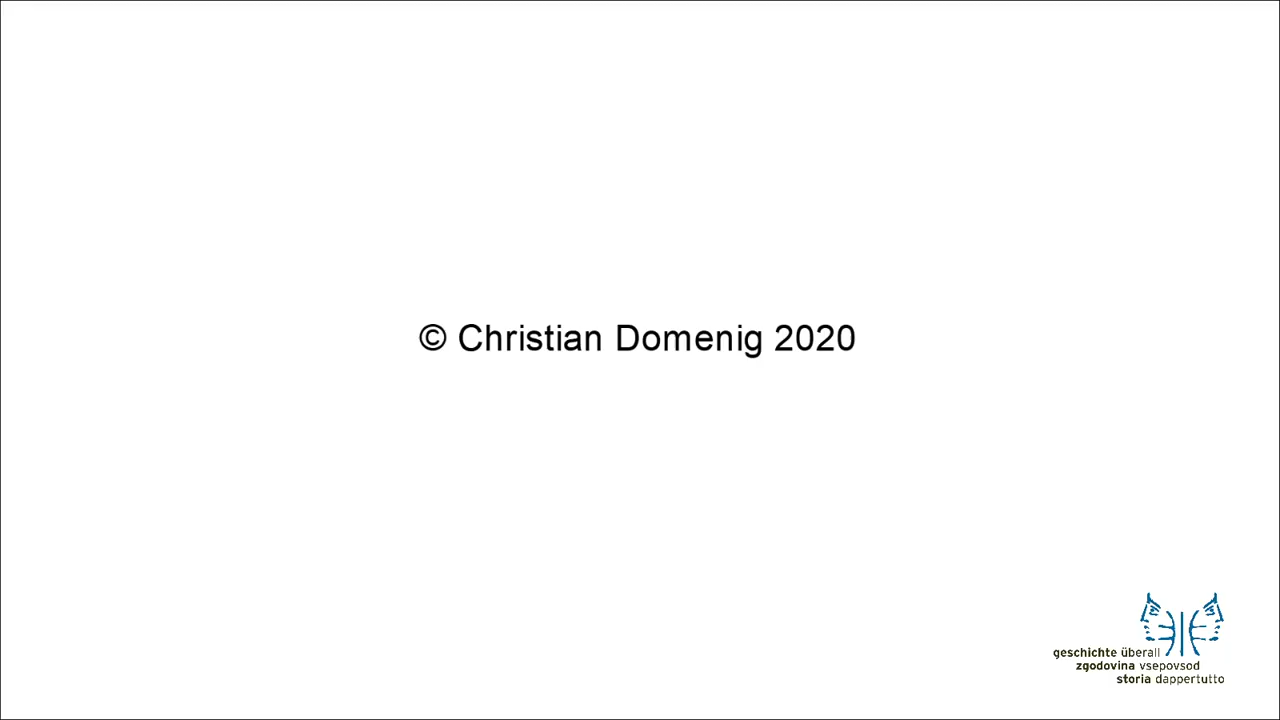 © Christian Domenig 2020
geschichte überall
zgodovina vsepovsod
storia dappertutto